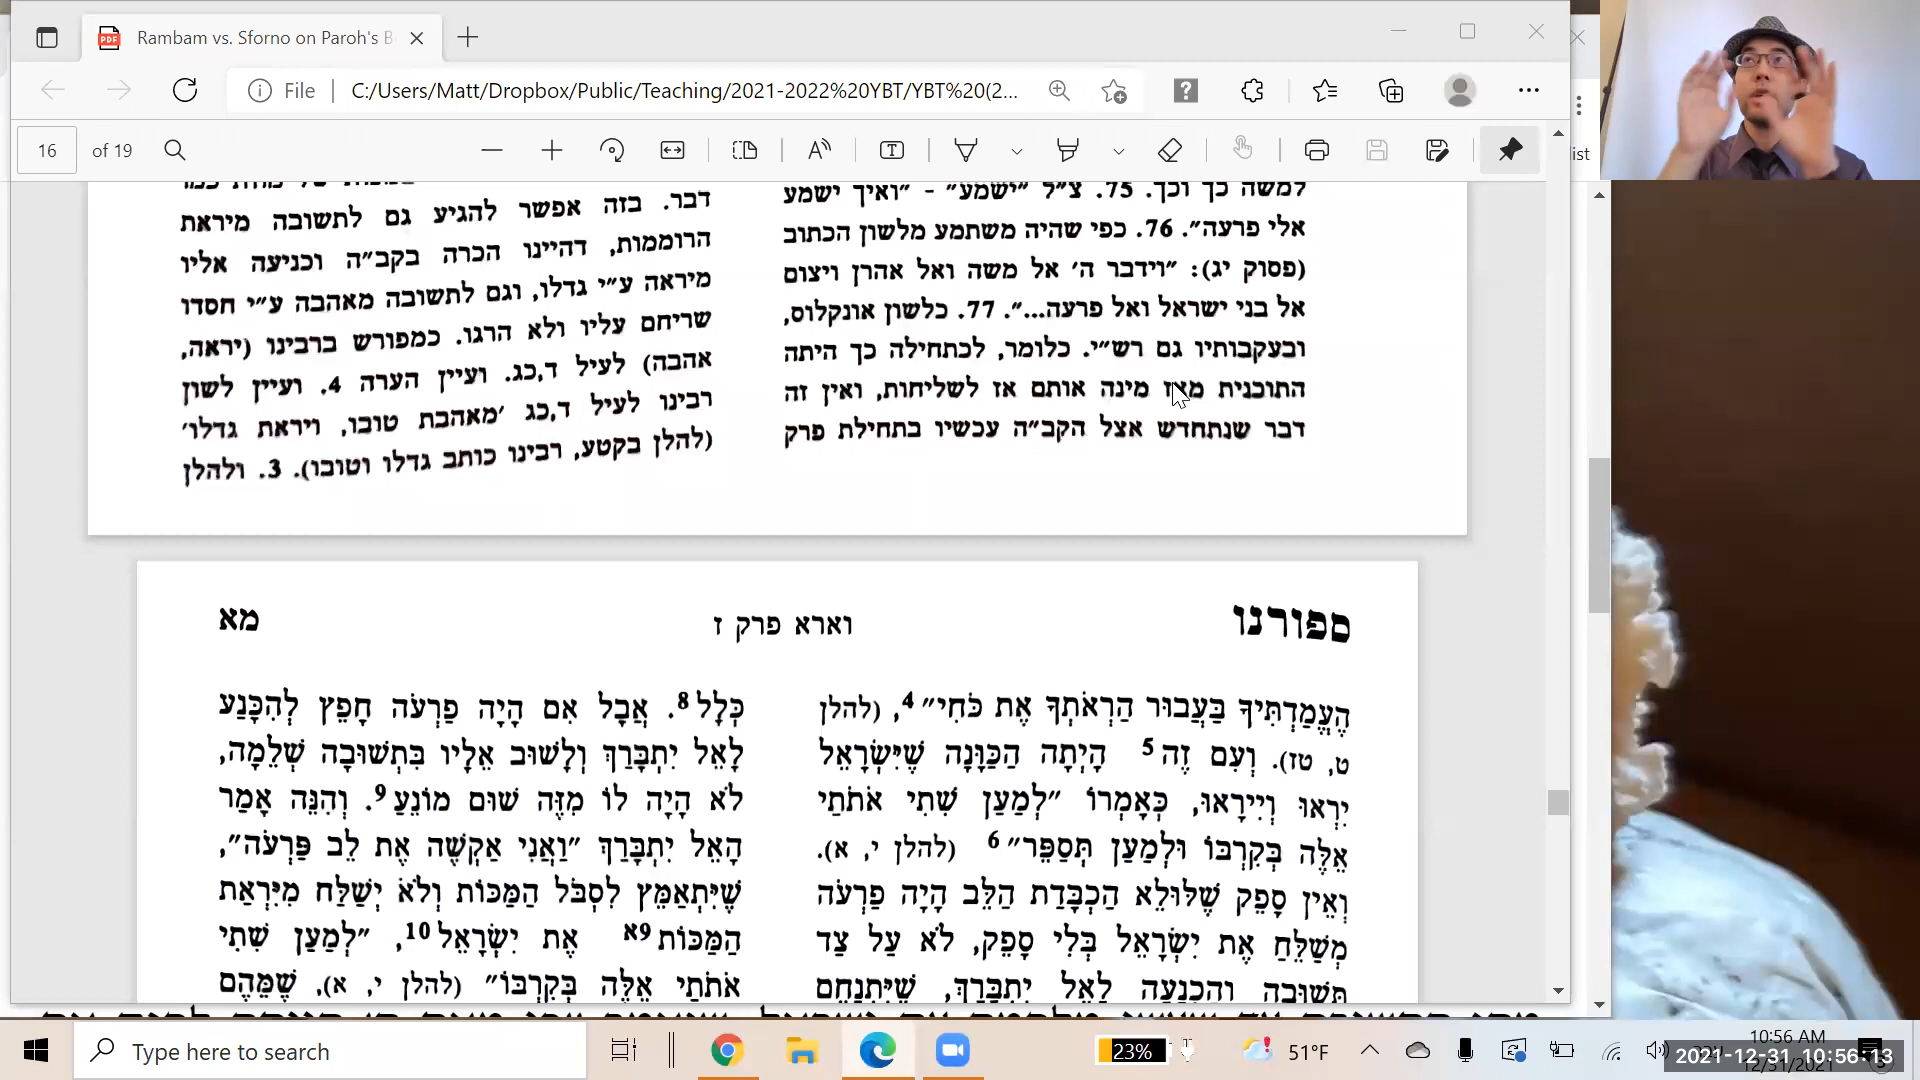 Rambam vs. Sforno on Paroh's B
File
C:/Users/Matt/Dropbox/Public/Teaching/2021-2022%20YBT/YBT%20(2...
16 of 19
ist
למשה כך וכך. 75. צ״ל ״ישמע״ - ״ואיך ישמע
אלי פרעה״. 76. כפי שהיה משתמע מלשון הכתוב
(פסוק יג): ״וידבר ה׳ אל משה ואל אהרן ויצום
אל בני ישראל ואל פרעה...״. 77. כלשון אונקלוס,
ובעקבותיו גם רש״י. כלומר, לכתחילה כך היתה
התוכנית מאז מינה אותם אז לשליחות, ואין זה
דבר שנתחדש אצל הקב״ה עכשיו בתחילת פרק
דבר. בזה אפשר להגיע גם לתשובה מיראת
הרוממות, דהיינו הכרה בקב״ה וכניעה אליו
מיראה ע״י גדלו, וגם לתשובה מאהבה ע״י חסדו
שריחם עליו ולא הרגו. כמפורש ברבינו (יראה,
אהבה) לעיל ד,כג. ועיין הערה 4. ועיין לשון
רבינו לעיל ד,כג ׳מאהבת טובו, ויראת גדלו׳
(להלן בקטע, רבינו כותב גדלו וטובו). 3. ולהלן
ספורנו
וארא פרק ז
מא
הֶעֱמַדְתִּיךָ בַּעֲבוּר הַרְאֹתְךָ אֶת כֹּחִי״4, (להלן
ט, טז). וְעִם זֶה5 הָיְתָה הַכַּוָּנָה שֶׁיִּשְׂרָאֵל
יִרְאוּ וְיִירָאוּ, כְּאָמְרוֹ ״לְמַעַן שִׁתִי אֹתֹתַי
אֵלֶּה בְּקִרְבּוֹ וּלְמַעַן תְּסַפֵּר״6 (להלן י, א).
וְאֵין סָפֵק שֶׁלּוּלֵא הַכְבָּדַת הַלֵּב הָיָה פַּרְעֹה
מְשַׁלֵּחַ אֶת יִשְׂרָאֵל בְּלִי סָפֵק, לֹא עַל צַד
תְּשׁוּבָה וְהַכְנָעָה לָאֵל יִתְבָּרַךְ, שֶׁיִּתְנַחֵם
כְּלָל8. אֲבָל אִם הָיָה פַרְעֹה חָפֵץ לְהִכָּנַע
לָאֵל יִתְבָּרַךְ וְלָשׁוּב אֵלָיו בִּתְשׁוּבָה שְׁלֵמָה,
לֹא הָיָה לוֹ מִזֶּה שׁוּם מוֹנֵעַ9. וְהִנֵּה אָמַר
הָאֵל יִתְבָּרַךְ ״וַאֲנִי אַקְשֶׁה אֶת לֵב פַּרְעֹה״,
שֶׁיִּתְאַמֵּץ לִסְבֹּל הַמַּכּוֹת וְלֹא יְשַׁלַּח מִיִּרְאַת
הַמַּכּוֹת9א אֶת יִשְׂרָאֵל10, ״לְמַעַן שִׁתִי
אֹתֹתַי אֵלֶּה בְּקִרְבּוֹ״ (להלן י, א), שֶׁמֵּהֶם
Type here to search
23%
51°F
10:56 AM
2021-12-31 10:56:13